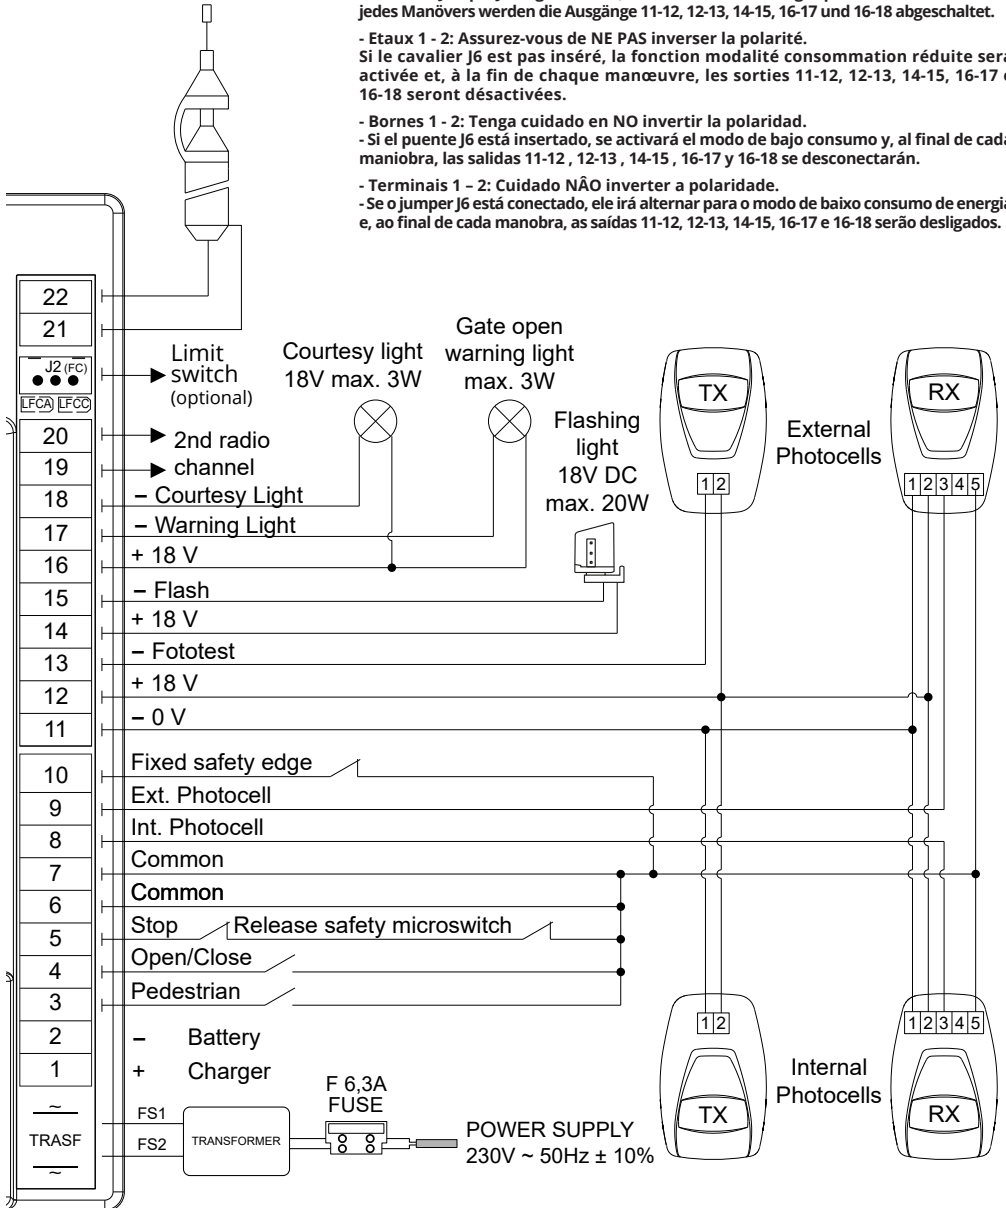 jedes Manövers werden die Ausgänge 11-12, 12-13, 14-15, 16-17 und 16-18 abgeschaltet.
- Etaux 1 - 2: Assurez-vous de NE PAS inverser la polarité.
Si le cavalier J6 est pas inséré, la fonction modalité consommation réduite sera
activée et, à la fin de chaque manœuvre, les sorties 11-12, 12-13, 14-15, 16-17 e
16-18 seront désactivées.
- Bornes 1 - 2: Tenga cuidado en NO invertir la polaridad.
- Si el puente J6 está insertado, se activará el modo de bajo consumo y, al final de cada
maniobra, las salidas 11-12 , 12-13 , 14-15 , 16-17 y 16-18 se desconectarán.
- Terminais 1 – 2: Cuidado NÂO inverter a polaridade.
- Se o jumper J6 está conectado, ele irá alternar para o modo de baixo consumo de energia
e, ao final de cada manobra, as saídas 11-12, 12-13, 14-15, 16-17 e 16-18 serão desligados.
22
21
J2 (FC)
LFCA LFCC
Limit
switch
(optional)
Courtesy light
18V max. 3W
Gate open
warning light
max. 3W
Flashing
light
18V DC
max. 20W
TX
1 2
External
Photocells
RX
1 2 3 4 5
20
2nd radio
19
channel
18
– Courtesy Light
17
– Warning Light
16
+ 18 V
15
– Flash
14
+ 18 V
13
– Fototest
12
+ 18 V
11
– 0 V
10
Fixed safety edge
9
Ext. Photocell
8
Int. Photocell
7
Common
6
Common
5
Stop
Release safety microswitch
4
Open/Close
3
Pedestrian
2
– Battery
1
+ Charger
~
TRASF
~
FS1
FS2
TRANSFORMER
F 6,3A
FUSE
POWER SUPPLY
230V ~ 50Hz ± 10%
1 2
TX
Internal
Photocells
1 2 3 4 5
RX